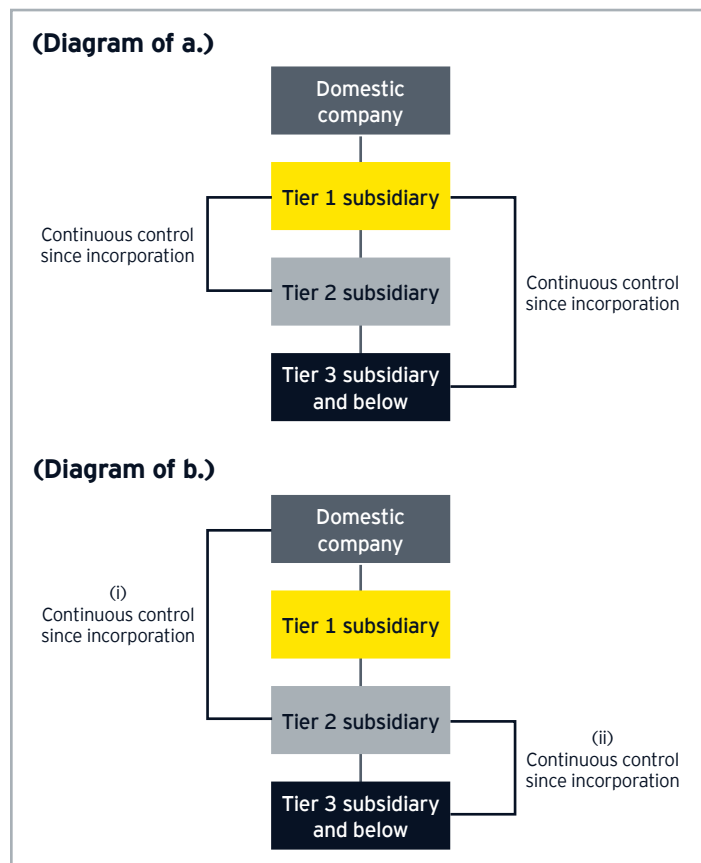 (Diagram of a.)
Domestic
company
Tier 1 subsidiary
Continuous control
since incorporation
Tier 2 subsidiary
Continuous control
since incorporation
Tier 3 subsidiary
and below
(Diagram of b.)
Domestic
company
(i)
Continuous control
since incorporation
Tier 1 subsidiary
Tier 2 subsidiary
(ii)
Continuous control
since incorporation
Tier 3 subsidiary
and below